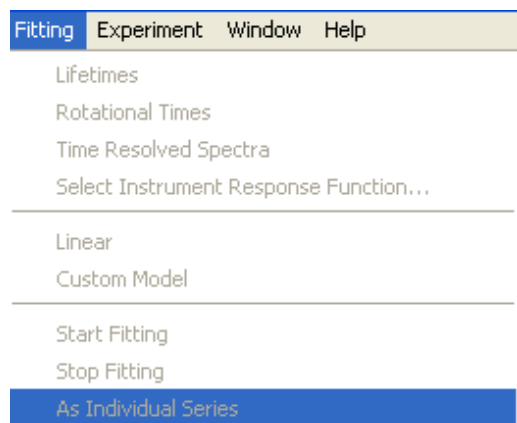 Fitting Experiment Window Help
Lifetimes
Rotational Times
Time Resolved Spectra
Select Instrument Response Function...
Linear
Custom Model
Start Fitting
Stop Fitting
As Individual Series